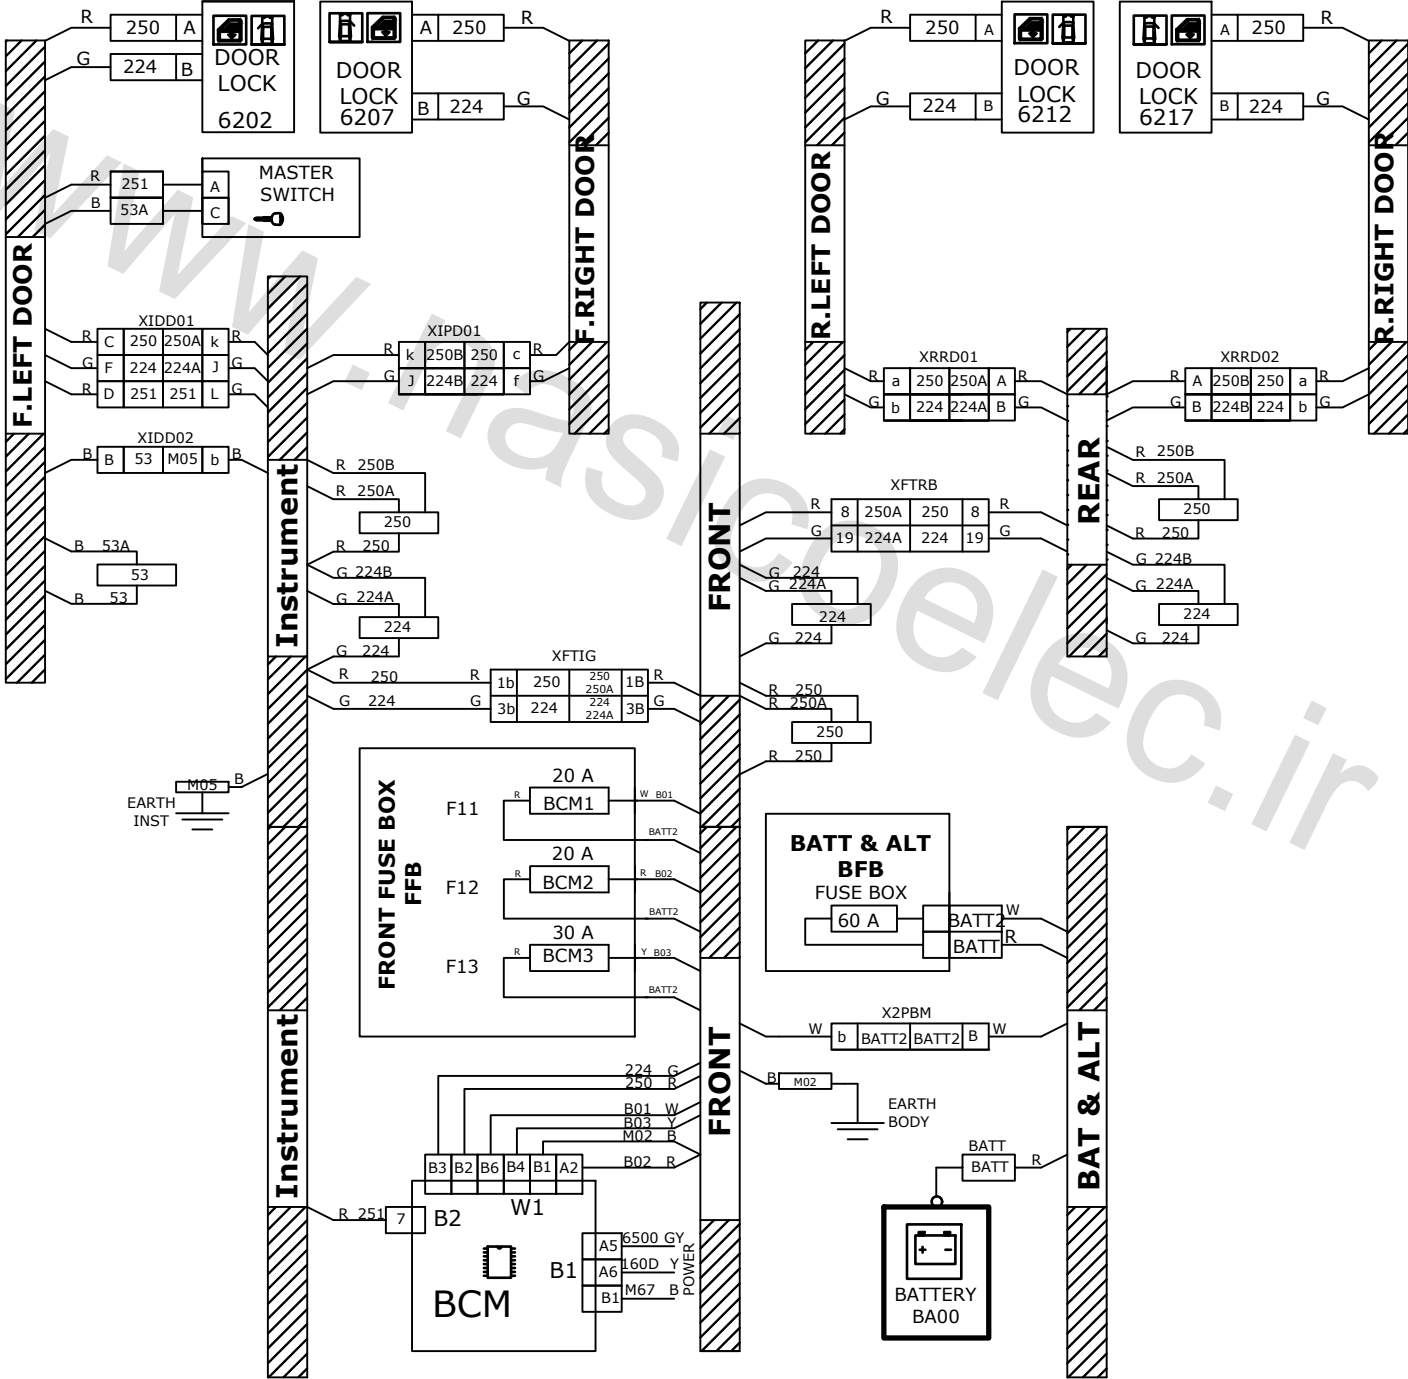 R 250 A
DOOR
LOCK
6202
G 224 B
A 250 R
DOOR
LOCK
6207
B 224 G
R 250 A
DOOR
LOCK
6212
G 224 B
A 250 R
DOOR
LOCK
6217
B 224 G
R 251 A
B 53A C
MASTER
SWITCH
F.LEFT DOOR
F.RIGHT DOOR
R.LEFT DOOR
R.RIGHT DOOR
XIDD01
R C 250 250A k R
G F 224 224A J G
R D 251 251 L G
XIPD01
R k 250B 250 c R
G J 224B 224 f G
XRRD01
R a 250 250A A R
G b 224 224A B G
XRRD02
R A 250B 250 a R
G B 224B 224 b G
XIDD02
B B 53 M05 b B
B 53A
53
B 53
Instrument
R 250B
R 250A
250
R 250
G 224B
G 224A
224
G 224
R 250
G 224
FRONT
XFTRB
R 8 250A 250 8 R
G 19 224A 224 19 G
G 224
G 224A
224
G 224
REAR
R 250B
R 250A
250
R 250
G 224B
G 224A
224
G 224
XFTIG
R 1b 250 250 250A 1B R
G 3b 224 224 224A 3B G
R 250
R 250A
250
R 250
M05 B
EARTH
INST
FRONT FUSE BOX
FFB
20 A
F11 R BCM1 W B01
BATT2
20 A
F12 R BCM2 R B02
BATT2
30 A
F13 R BCM3 Y B03
BATT2
BATT & ALT
BFB
FUSE BOX
60 A
BATT2 W
BATT R
X2PBM
W b BATT2 BATT2 B W
B M02
EARTH
BODY
Instrument
FRONT
BAT & ALT
224 G
250 R
B01 W
B03 Y
M02 B
B02 R
B3 B2 B6 B4 B1 A2
W1
R 251 7 B2
B1
A5 6500 GY
A6 160D Y
B1 M67 B
POWER
BCM
BATT
BATT R
+ -
BATTERY
BA00
www.nasicoelec.ir